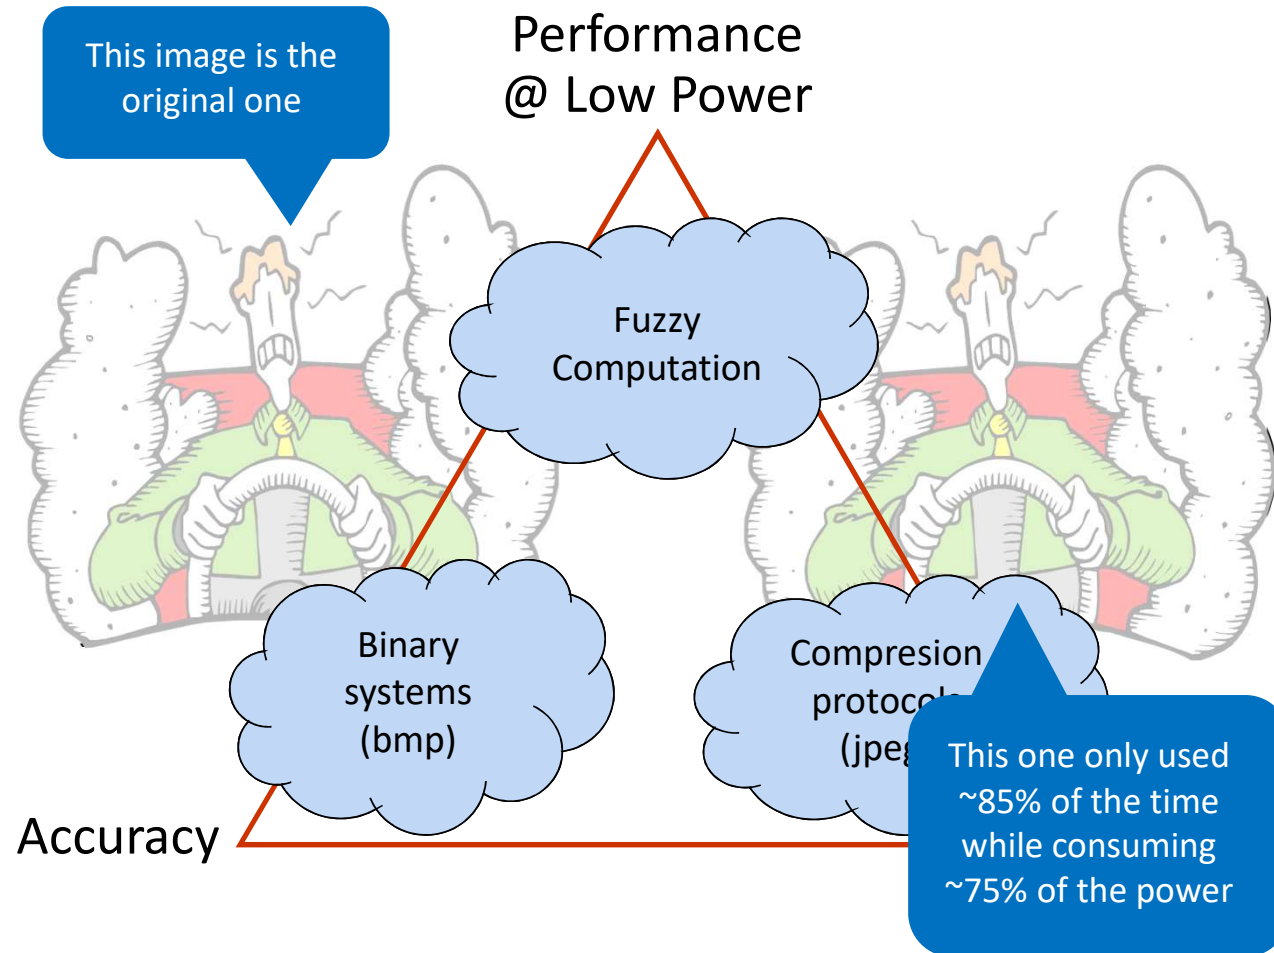 This image is the
original one
Performance
@ Low Power
Fuzzy
Computation
Binary
systems
(bmp)
Compresion
Accuracy
This one only used
~85% of the time
while consuming
~75% of the power